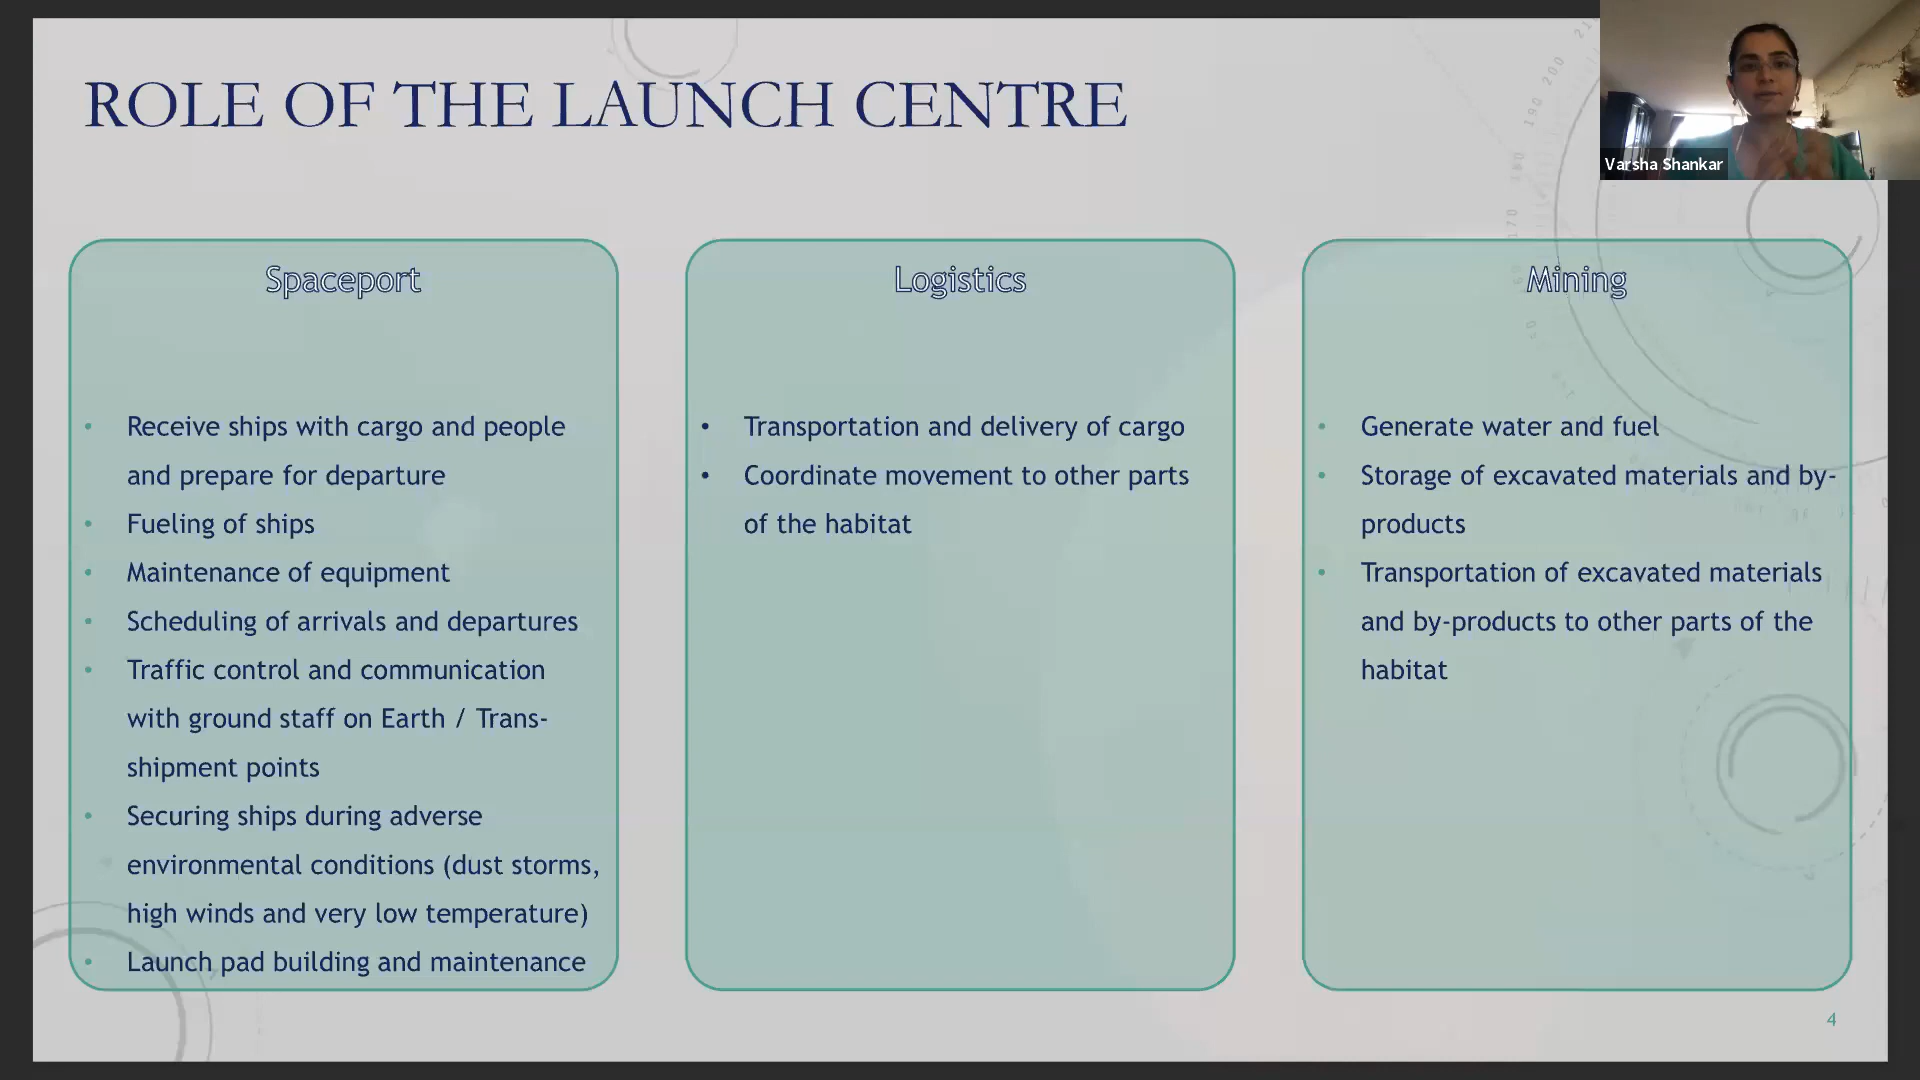 ROLE OF THE LAUNCH CENTRE
Varsha Shankar
Spaceport
• Receive ships with cargo and people
and prepare for departure
• Fueling of ships
• Maintenance of equipment
• Scheduling of arrivals and departures
• Traffic control and communication
with ground staff on Earth / Trans-
shipment points
• Securing ships during adverse
environmental conditions (dust storms,
high winds and very low temperature)
• Launch pad building and maintenance
Logistics
• Transportation and delivery of cargo
• Coordinate movement to other parts
of the habitat
Mining
• Generate water and fuel
• Storage of excavated materials and by-
products
• Transportation of excavated materials
and by-products to other parts of the
habitat
170
190
200
4